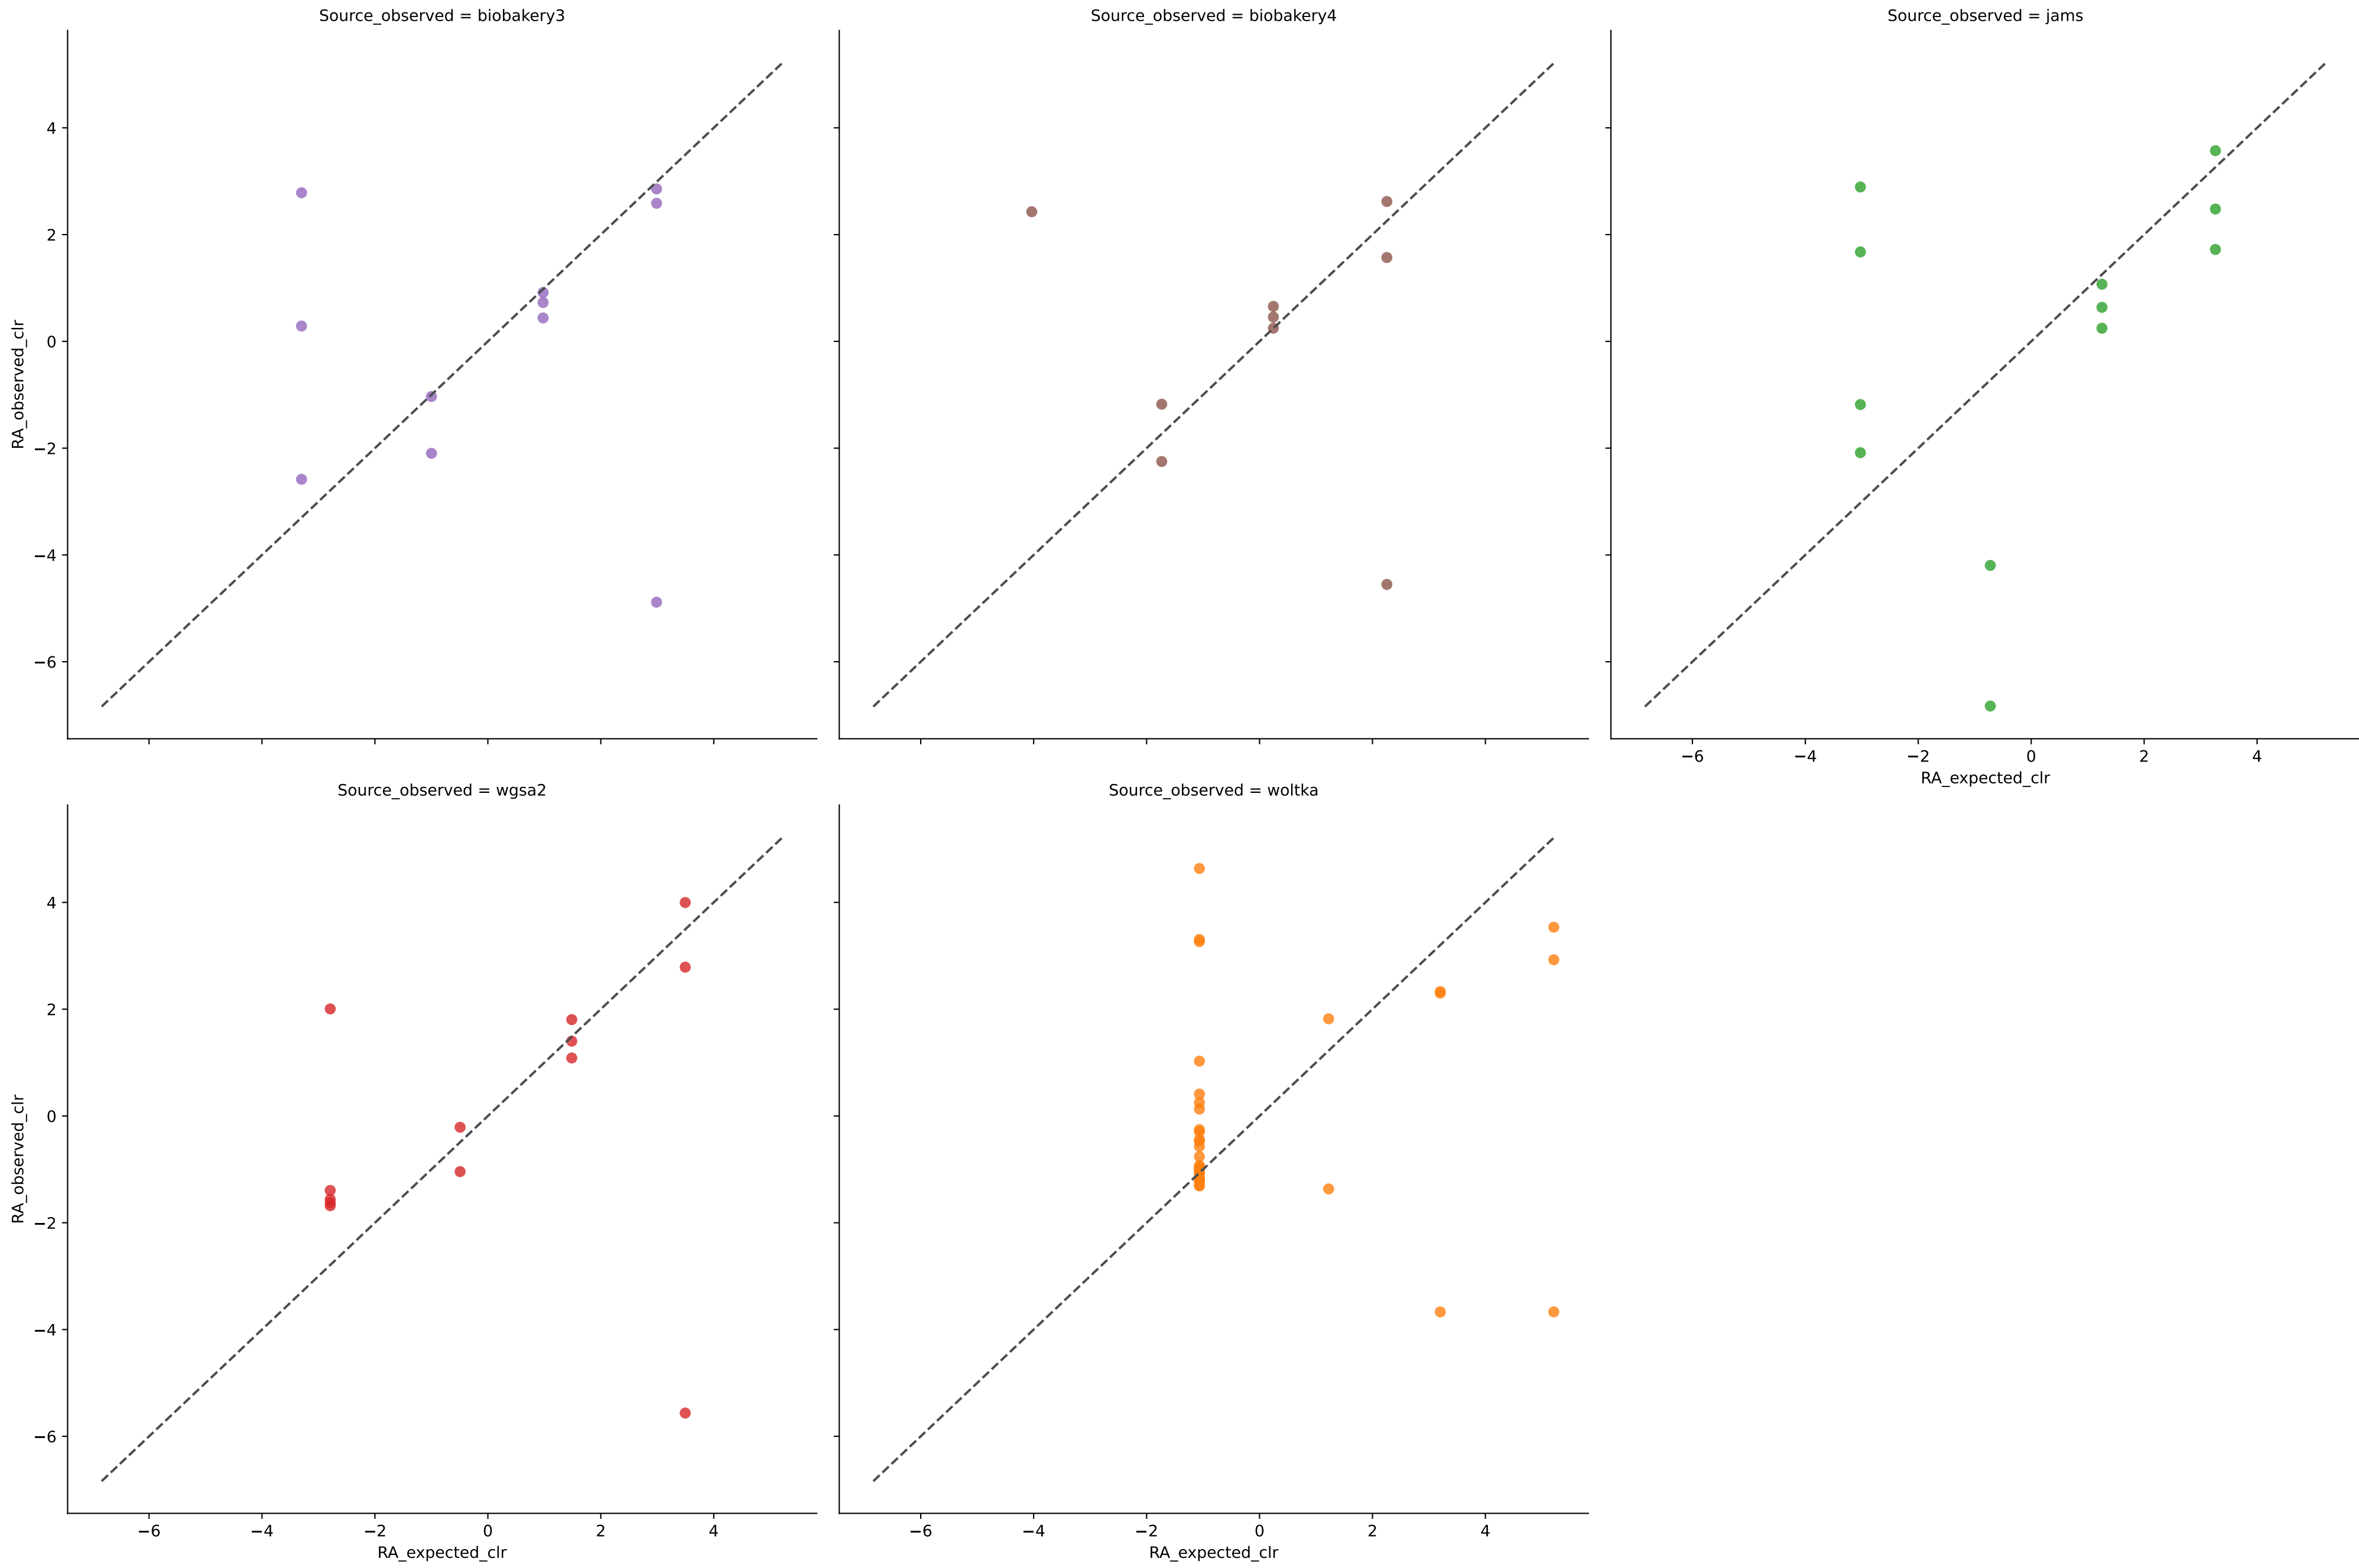 Source_observed = biobakery3
Source_observed = biobakery4
Source_observed = jams
4
2
0
−2
−4
−6
RA_observed_clr
−6 −4 −2 0 2 4
RA_expected_clr
Source_observed = wgsa2
Source_observed = woltka
4
2
0
−2
−4
−6
RA_observed_clr
−6 −4 −2 0 2 4
RA_expected_clr
−6 −4 −2 0 2 4
RA_expected_clr